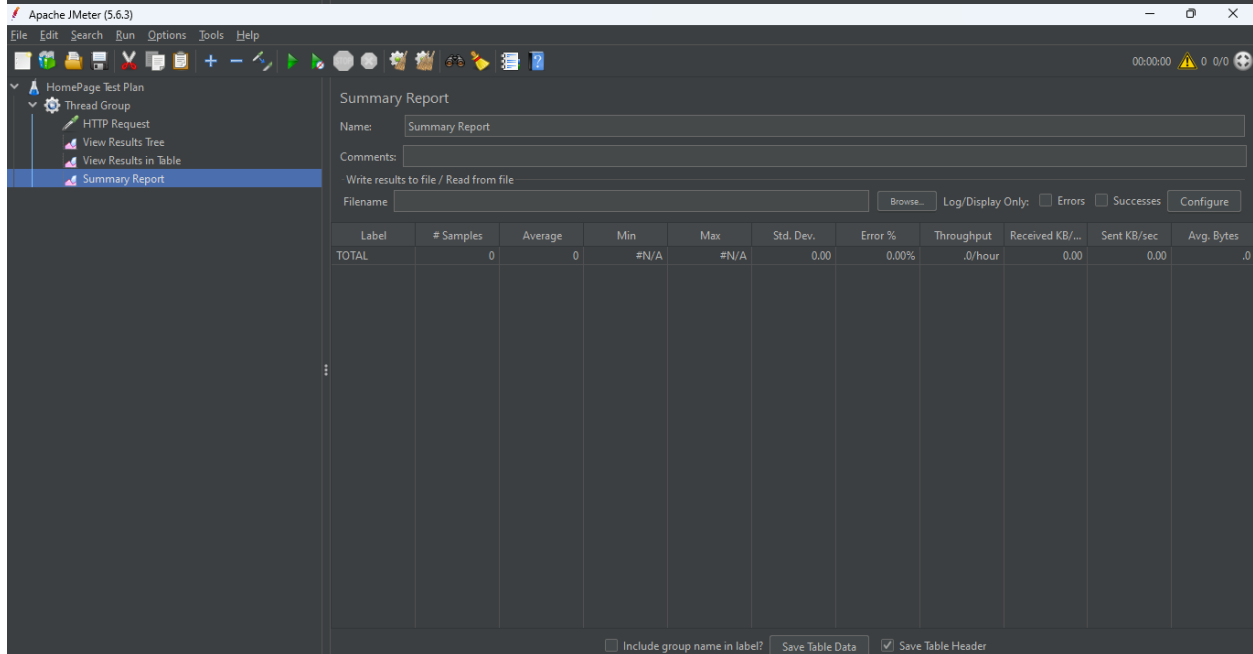 Apache JMeter (5.6.3)
File Edit Search Run Options Tools Help
00:00:00 0 0/0
HomePage Test Plan
Thread Group
HTTP Request
View Results Tree
View Results in Table
Summary Report
Summary Report
Name: Summary Report
Comments:
Write results to file / Read from file
Filename Browse... Log/Display Only: Errors Successes Configure
Label # Samples Average Min Max Std. Dev. Error % Throughput Received KB/... Sent KB/sec Avg. Bytes
TOTAL 0 0 #N/A #N/A 0.00 0.00% .0/hour 0.00 0.00 .0
Include group name in label? Save Table Data Save Table Header